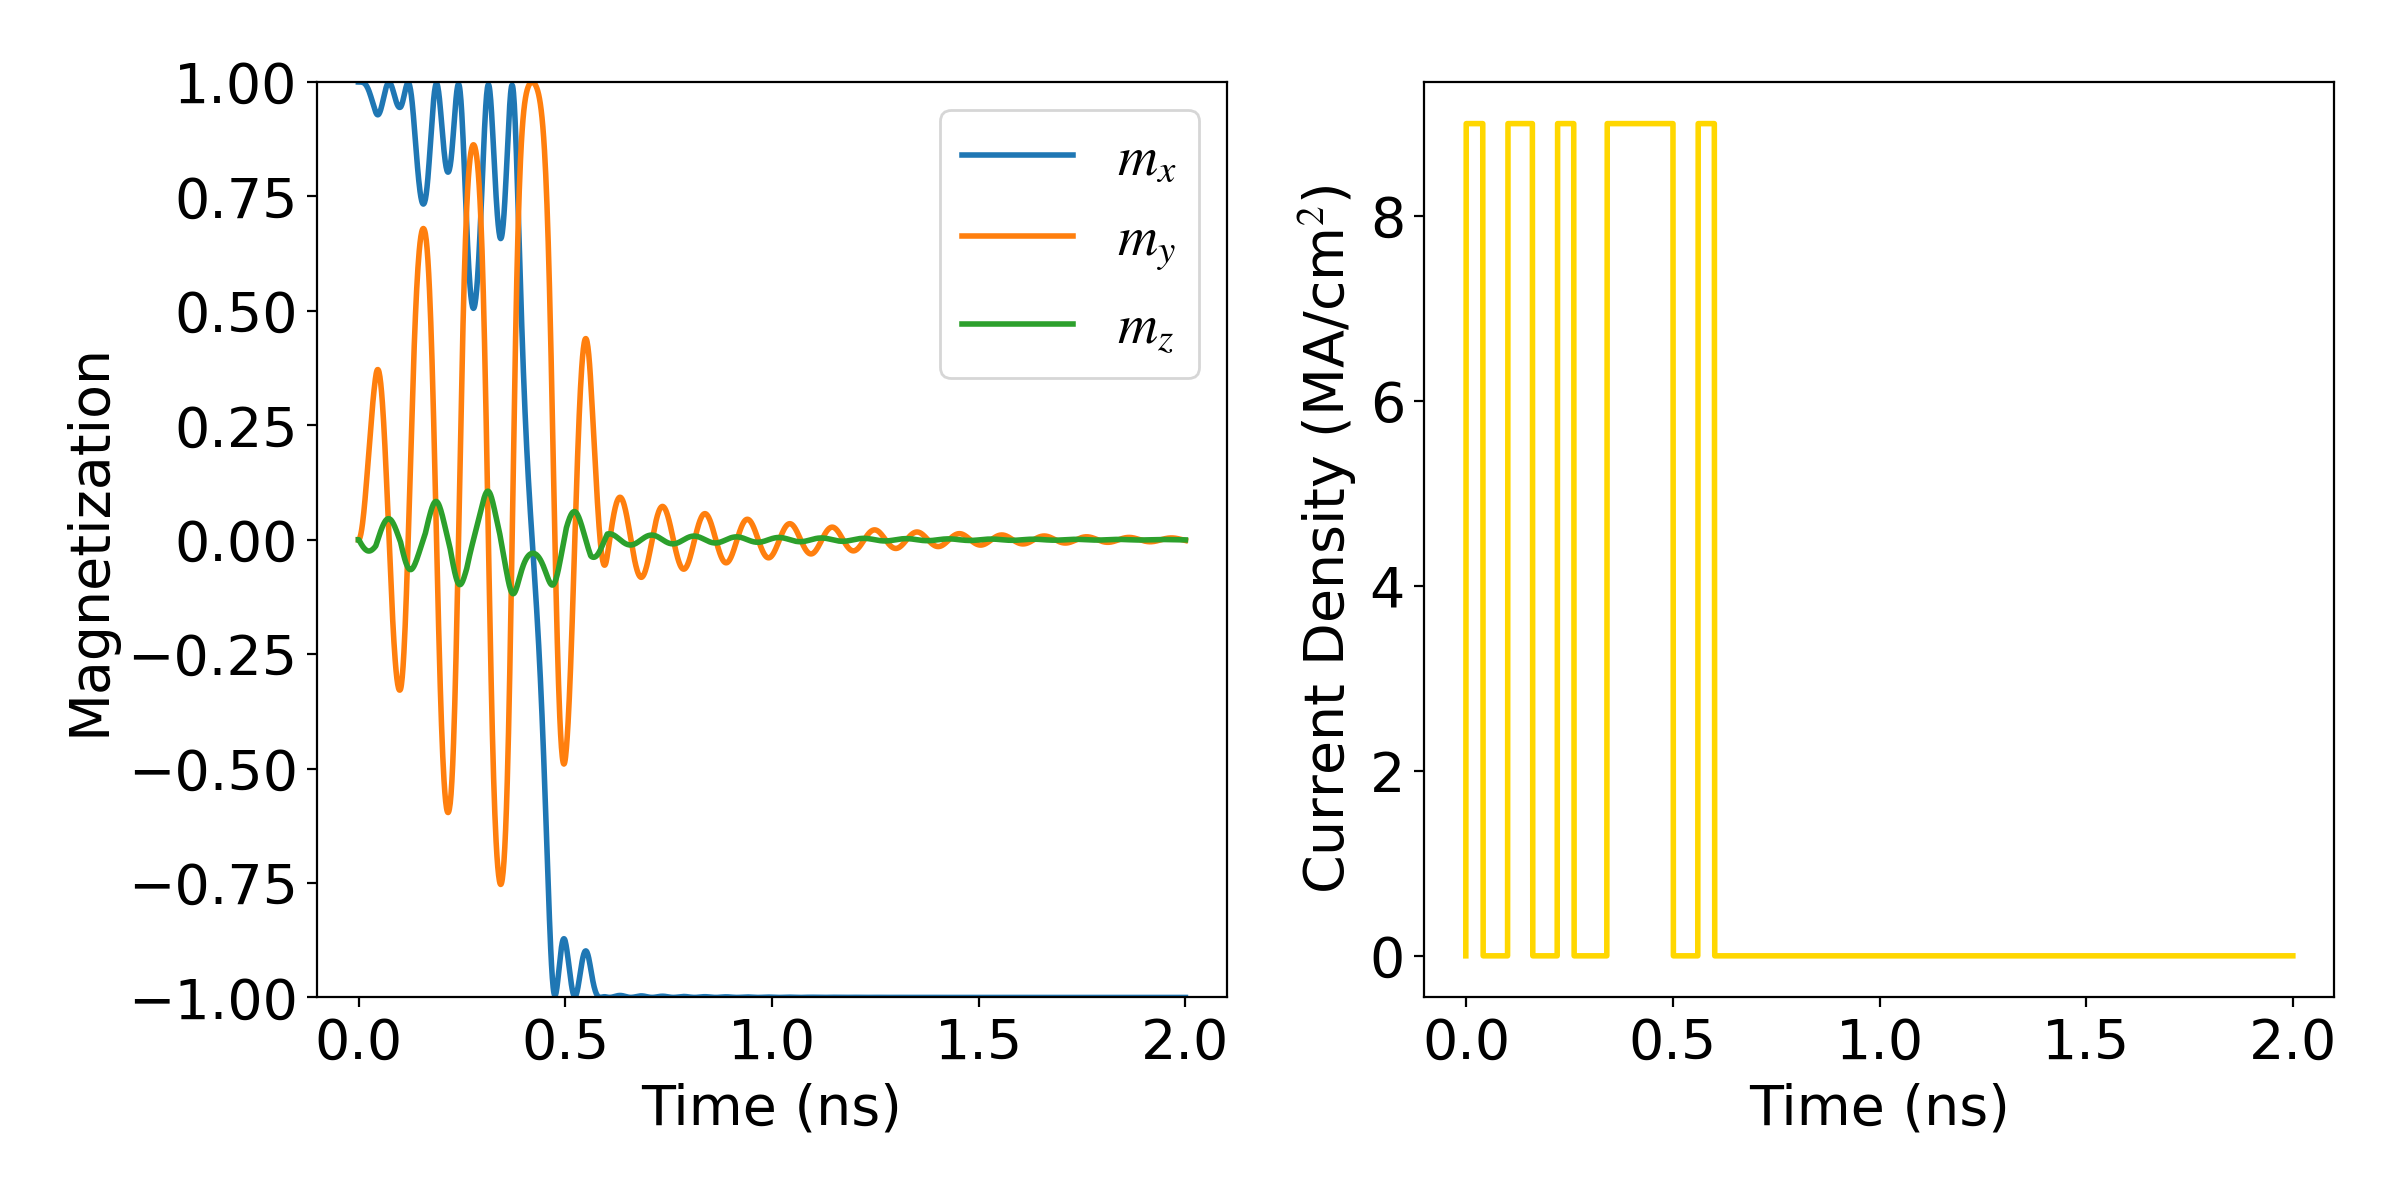 Magnetization
1.00
0.75
0.50
0.25
0.00
−0.25
−0.50
−0.75
−1.00
0.0 0.5 1.0 1.5 2.0
Time (ns)
m_x
m_y
m_z
Current Density (MA/cm²)
8
6
4
2
0
0.0 0.5 1.0 1.5 2.0
Time (ns)